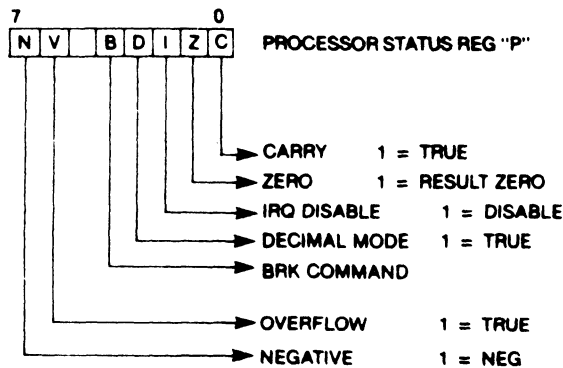 7 0
N V B D I Z C PROCESSOR STATUS REG "P"
CARRY 1 = TRUE
ZERO 1 = RESULT ZERO
IRQ DISABLE 1 = DISABLE
DECIMAL MODE 1 = TRUE
BRK COMMAND
OVERFLOW 1 = TRUE
NEGATIVE 1 = NEG